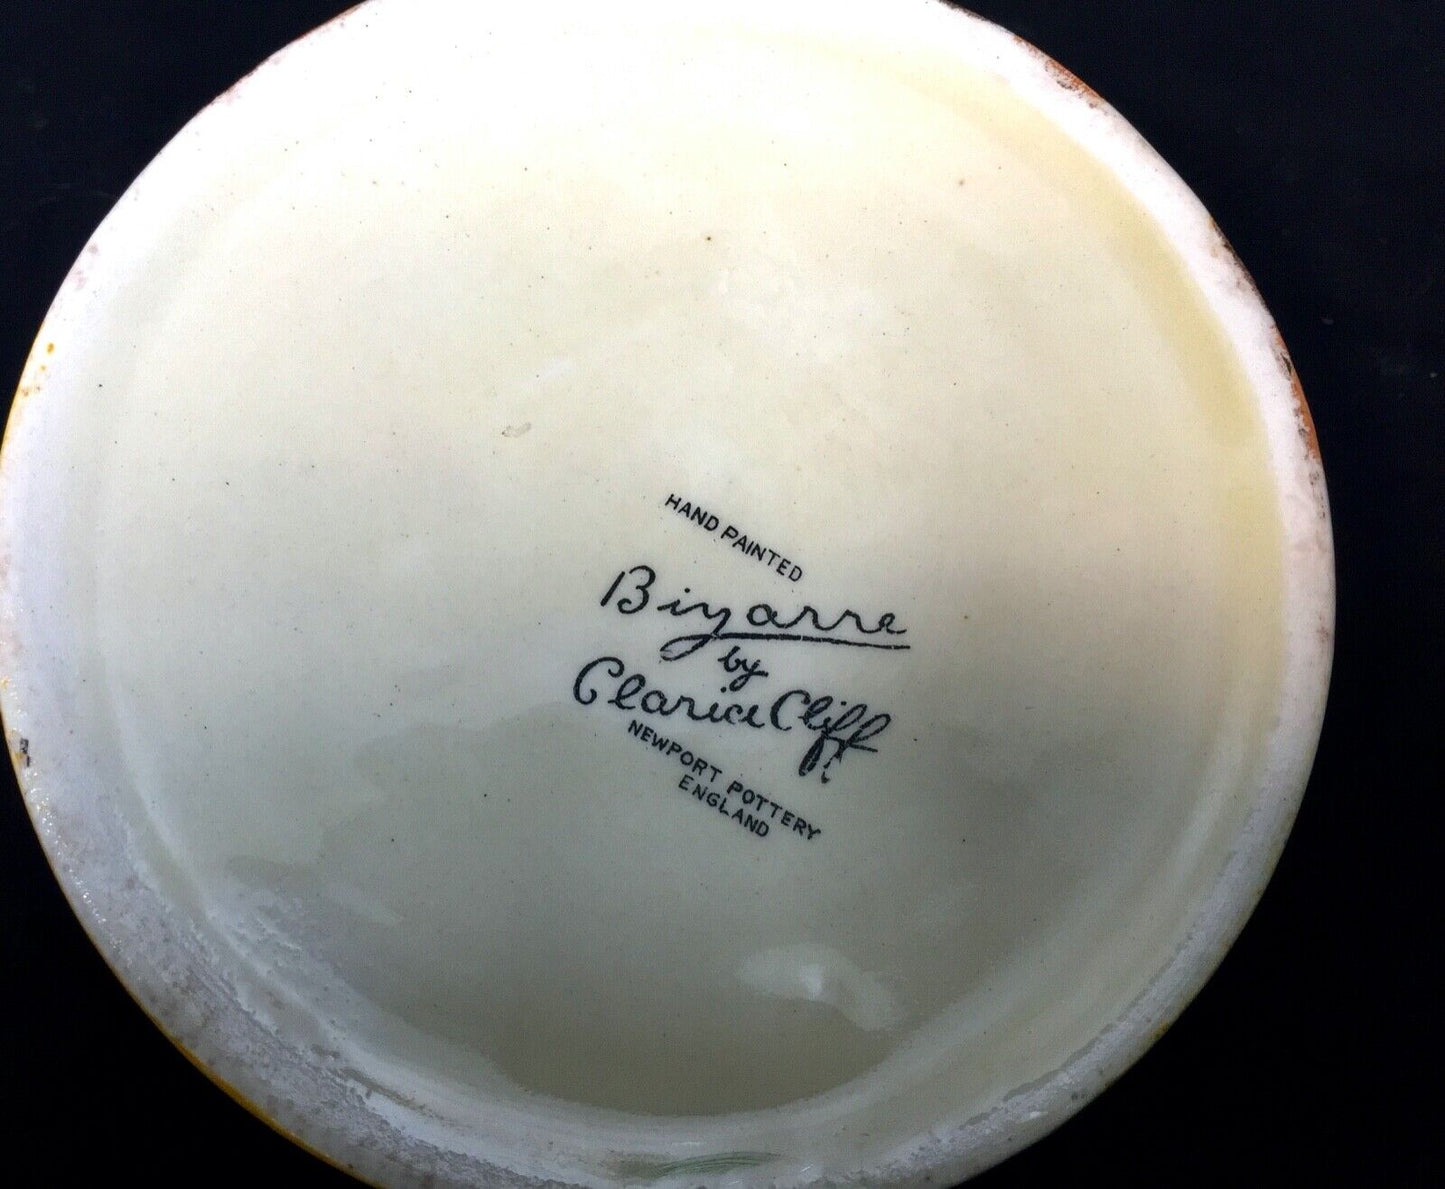 HAND PAINTED
Bizarre
by
Clarice Cliff
NEWPORT POTTERY
ENGLAND